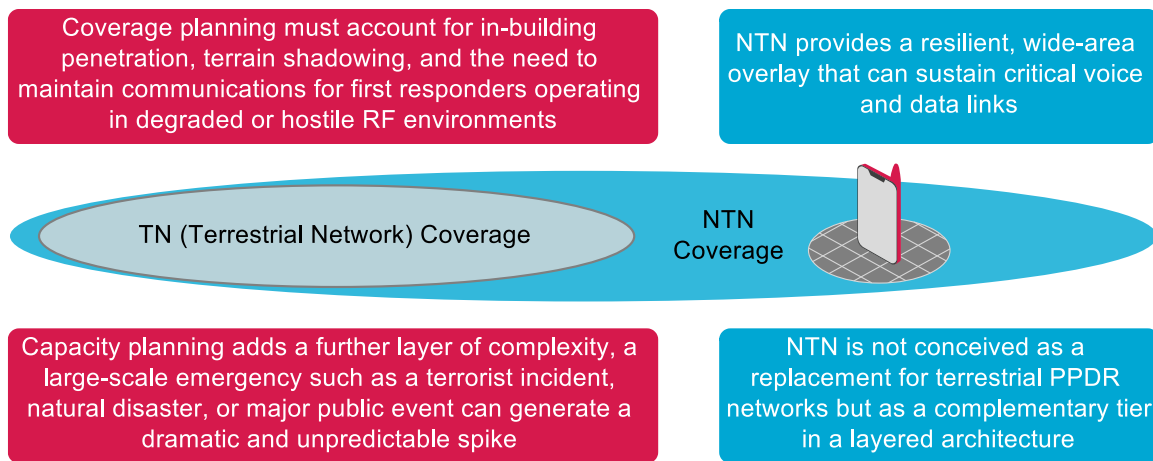 Coverage planning must account for in-building
penetration, terrain shadowing, and the need to
maintain communications for first responders operating
in degraded or hostile RF environments
NTN provides a resilient, wide-area
overlay that can sustain critical voice
and data links
TN (Terrestrial Network) Coverage
NTN
Coverage
Capacity planning adds a further layer of complexity, a
large-scale emergency such as a terrorist incident,
natural disaster, or major public event can generate a
dramatic and unpredictable spike
NTN is not conceived as a
replacement for terrestrial PPDR
networks but as a complementary tier
in a layered architecture